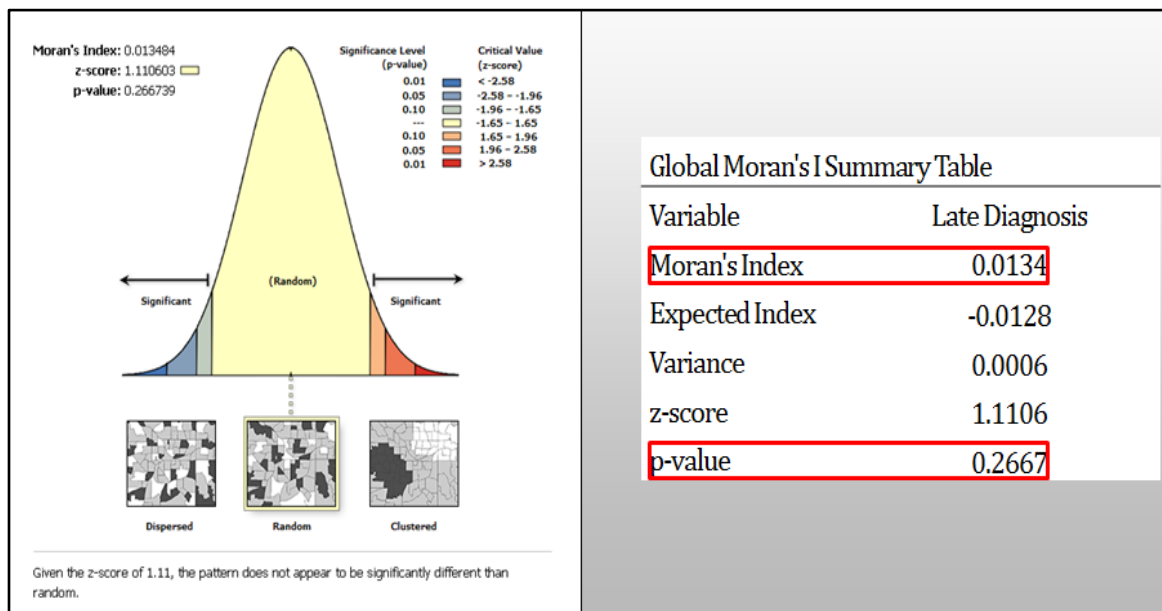 Moran's Index: 0.013484
z-score: 1.110603
p-value: 0.266739
Significance Level
(p-value)
Critical Value
(z-score)
0.01 < -2.58
0.05 -2.58 – -1.96
0.10 -1.96 – -1.65
--- -1.65 – 1.65
0.10 1.65 – 1.96
0.05 1.96 – 2.58
0.01 > 2.58
Significant
(Random)
Significant
Dispersed
Random
Clustered
Given the z-score of 1.11, the pattern does not appear to be significantly different than
random.
Global Moran's I Summary Table
Variable Late Diagnosis
Moran's Index 0.0134
Expected Index -0.0128
Variance 0.0006
z-score 1.1106
p-value 0.2667